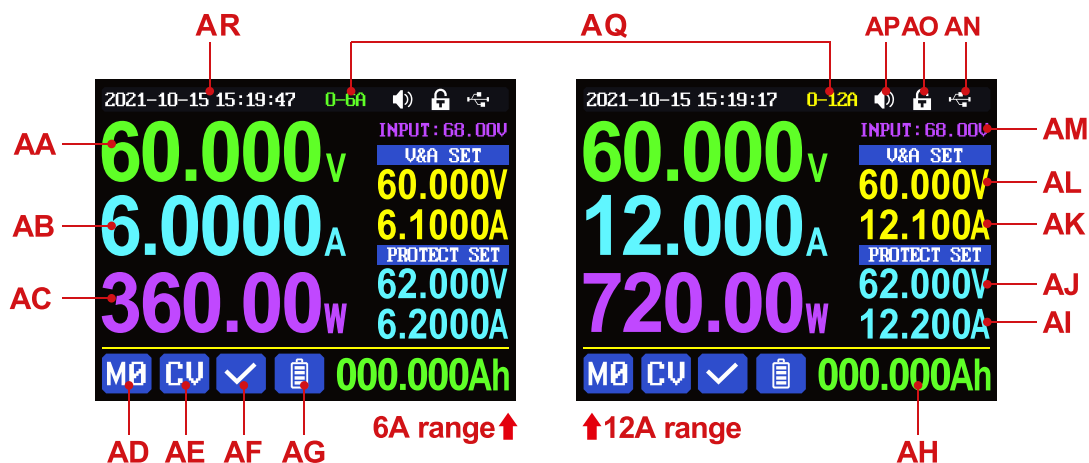 AR AQ AP AO AN
2021-10-15 15:19:47 0-6A
2021-10-15 15:19:17 0-12A
AA 60.000V INPUT:68.00V
V&A SET
60.000V
AB 6.0000A 6.1000A
PROTECT SET
62.000V
AC 360.00W 6.2000A
M0 CV 000.000Ah
60.000V INPUT:68.00V AM
V&A SET
60.000V AL
12.000A 12.100A AK
PROTECT SET
62.000V AJ
720.00W 12.200A AI
M0 CV 000.000Ah
6A range
12A range
AD AE AF AG AH